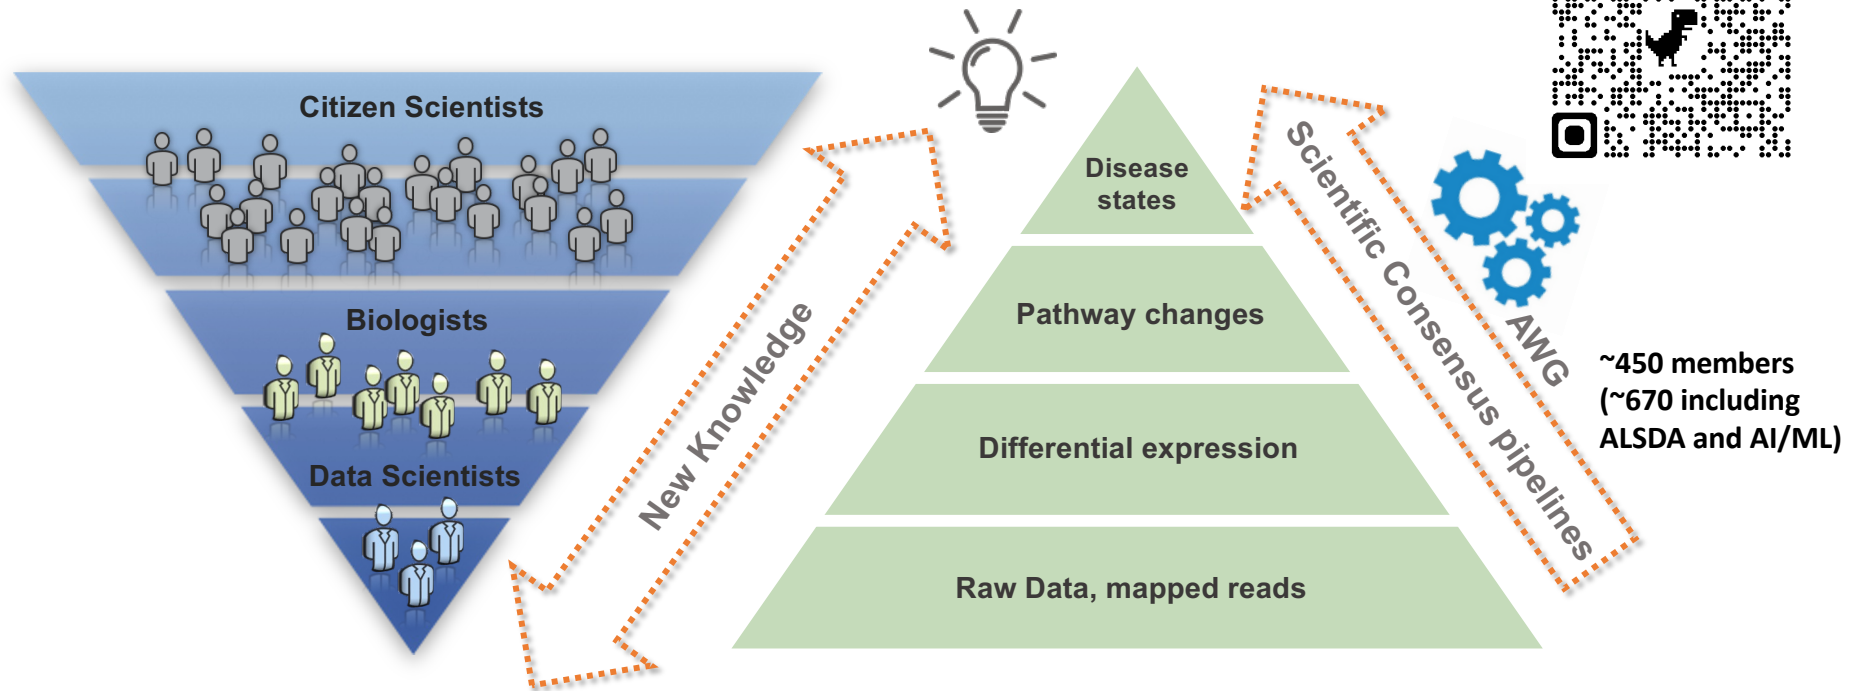 Citizen Scientists
Biologists
Data Scientists
New Knowledge
Disease
states
Pathway changes
Differential expression
Raw Data, mapped reads
Scientific Consensus pipelines
AWG
~450 members
(~670 including
ALSDA and AI/ML)